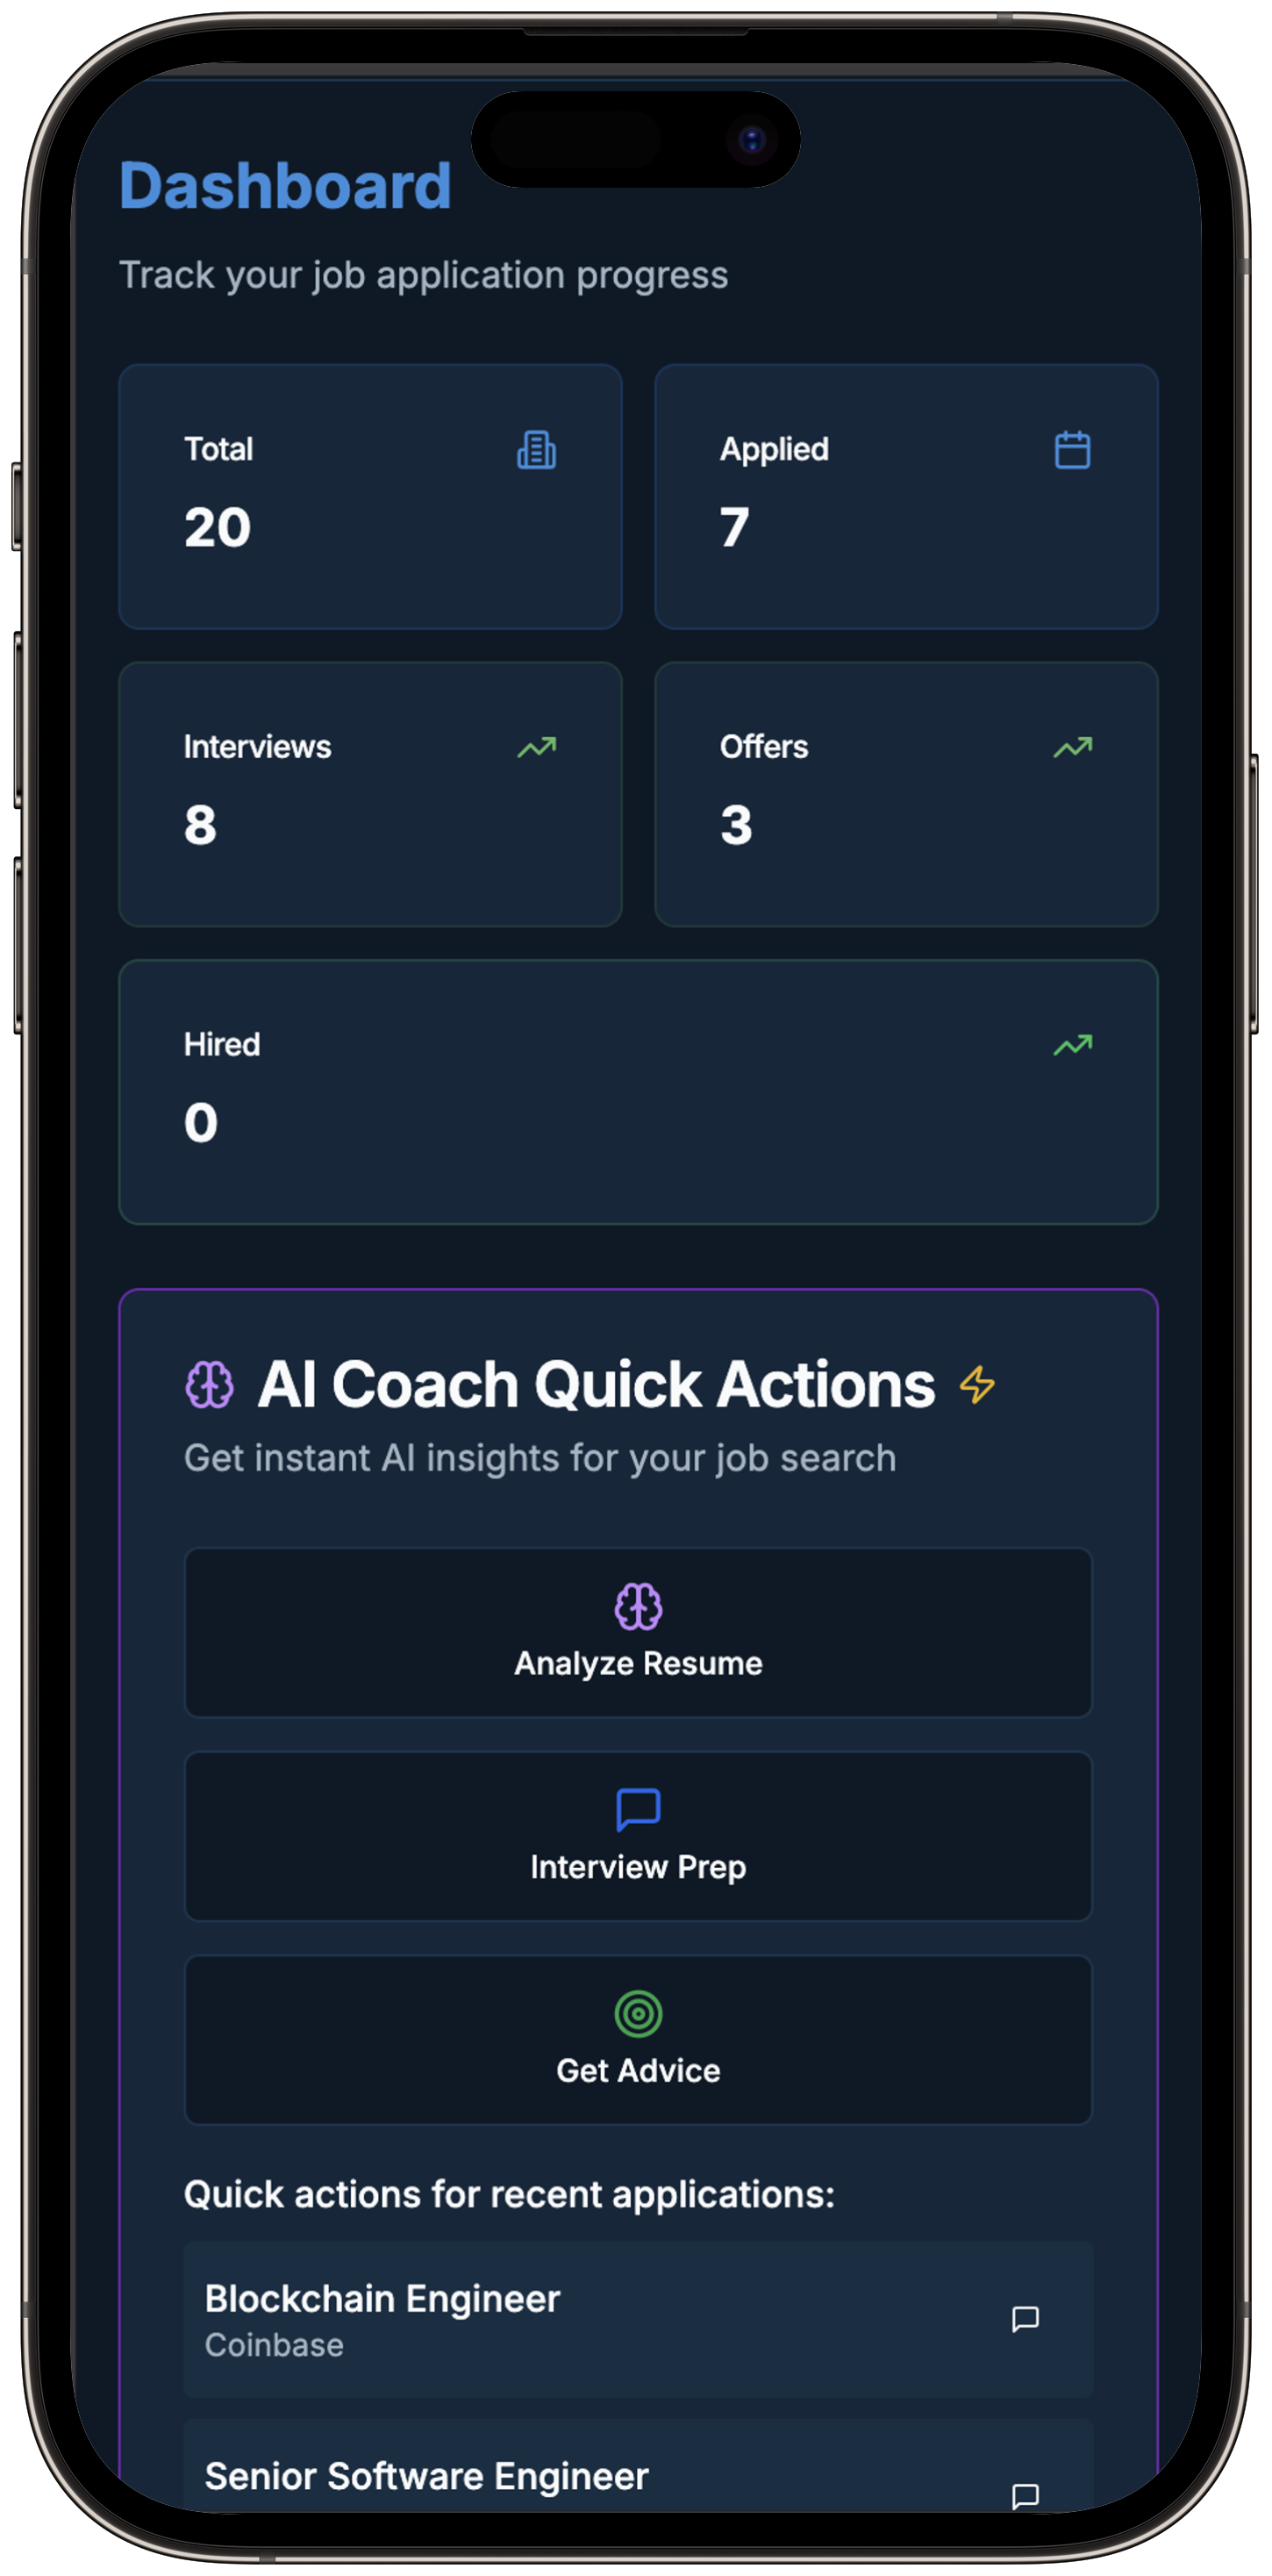 Dashboard
Track your job application progress
Total
20
Applied
7
Interviews
8
Offers
3
Hired
0
AI Coach Quick Actions
Get instant AI insights for your job search
Analyze Resume
Interview Prep
Get Advice
Quick actions for recent applications:
Blockchain Engineer
Coinbase
Senior Software Engineer